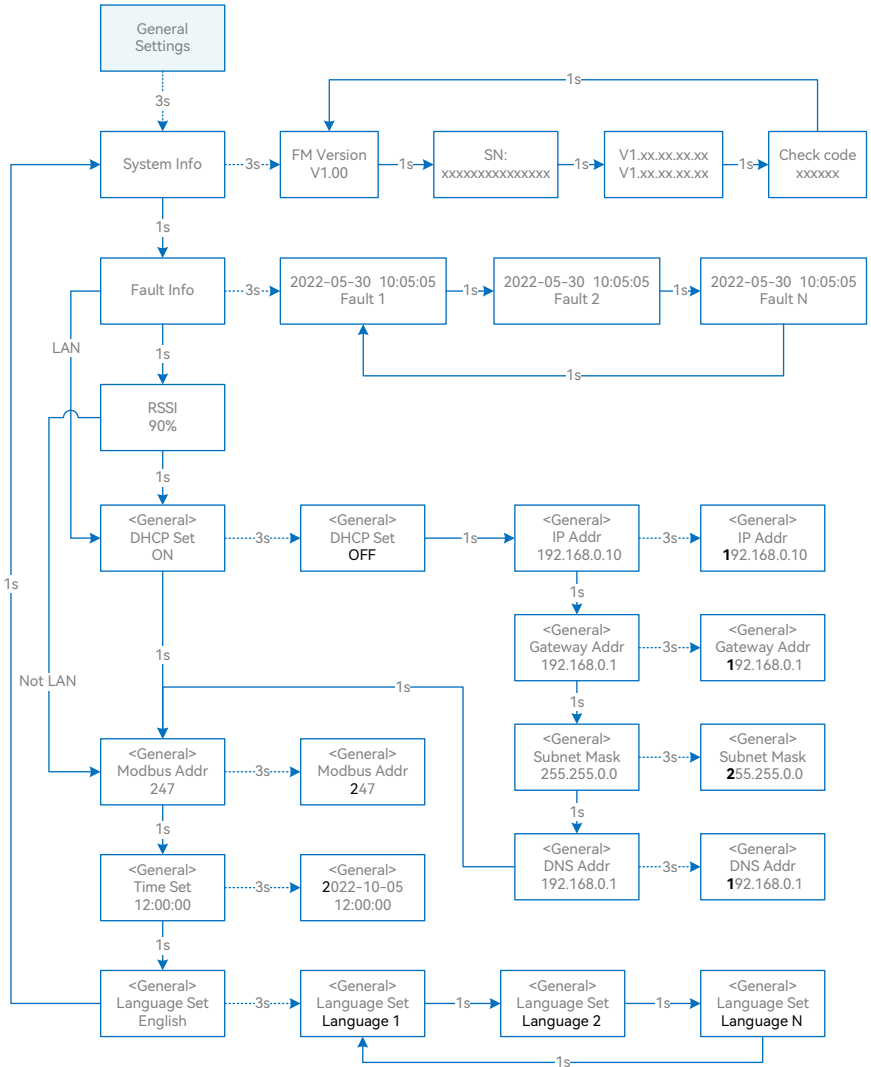 General
Settings
3s
1s
System Info
3s
FM Version
V1.00
1s
SN:
xxxxxxxxxxxxxxx
1s
V1.xx.xx.xx.xx
V1.xx.xx.xx.xx
1s
Check code
xxxxxx
1s
Fault Info
3s
2022-05-30 10:05:05
Fault 1
1s
2022-05-30 10:05:05
Fault 2
1s
2022-05-30 10:05:05
Fault N
LAN
1s
1s
RSSI
90%
1s
<General>
DHCP Set
ON
3s
<General>
DHCP Set
OFF
1s
<General>
IP Addr
192.168.0.10
3s
<General>
IP Addr
192.168.0.10
1s
1s
<General>
Gateway Addr
192.168.0.1
3s
<General>
Gateway Addr
192.168.0.1
1s
Not LAN
1s
1s
<General>
Subnet Mask
255.255.0.0
3s
<General>
Subnet Mask
255.255.0.0
<General>
Modbus Addr
247
3s
<General>
Modbus Addr
247
1s
1s
<General>
DNS Addr
192.168.0.1
3s
<General>
DNS Addr
192.168.0.1
<General>
Time Set
12:00:00
3s
2022-10-05
12:00:00
1s
<General>
Language Set
English
3s
<General>
Language Set
Language 1
1s
<General>
Language Set
Language 2
1s
<General>
Language Set
Language N
1s